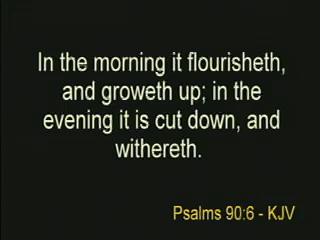 In the morning it flourisheth,
and groweth up; in the
evening it is cut down, and
withereth.
Psalms 90:6 - KJV